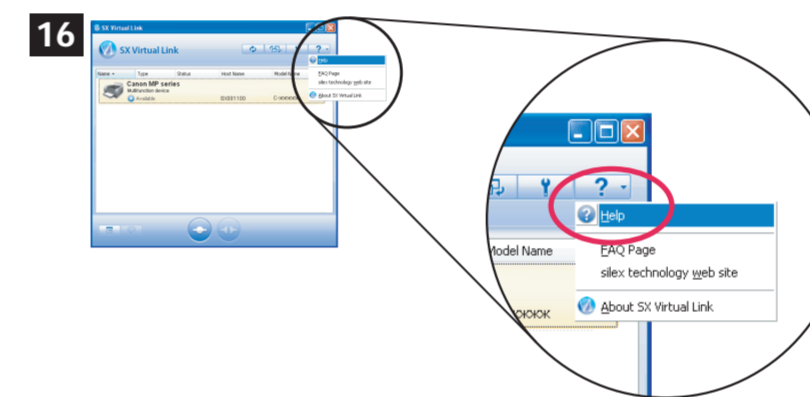 16
SX Virtual Link
SX Virtual Link
?
Help
Name Type Status Host Name Model Name
FAQ Page
silex technology web site
Canon MP series
Multifunction device
Available
About SX Virtual Link
?
Help
Model Name
FAQ Page
silex technology web site
About SX Virtual Link